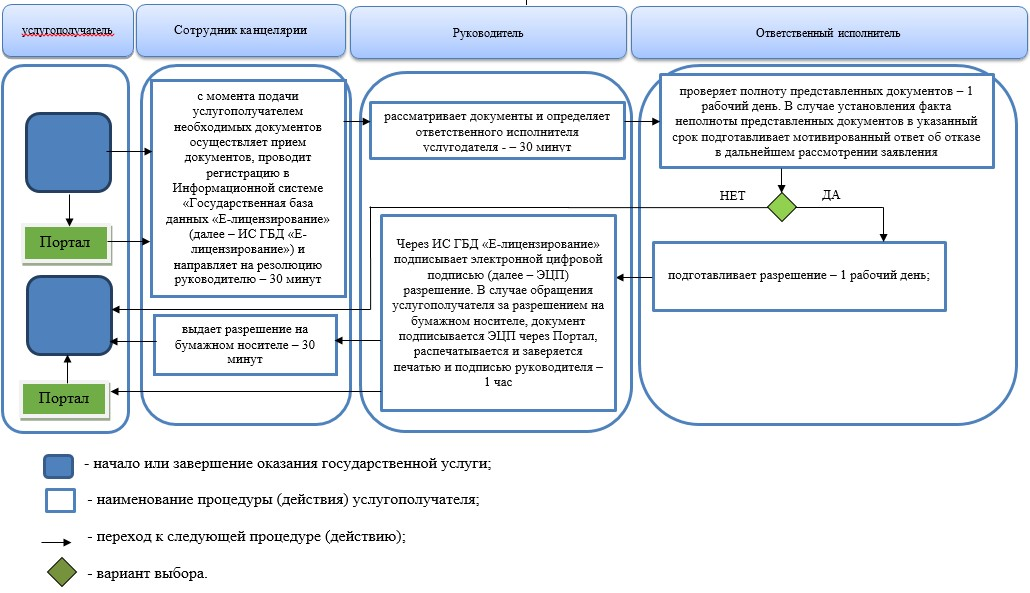 услугополучатель
Сотрудник канцелярии
Руководитель
Ответственный исполнитель
с момента подачи
услугополучателем
необходимых документов
осуществляет прием
документов, проводит
регистрацию в
Информационной системе
«Государственная база
данных «Е-лицензирование»
(далее – ИС ГБД «Е-
лицензирование») и
направляет на резолюцию
руководителю – 30 минут
рассматривает документы и определяет
ответственного исполнителя
услугодателя - – 30 минут
проверяет полноту представленных документов – 1
рабочий день. В случае установления факта
неполноты представленных документов в указанный
срок подготавливает мотивированный ответ об отказе
в дальнейшем рассмотрении заявления
НЕТ
ДА
Портал
Через ИС ГБД «Е-лицензирование»
подписывает электронной цифровой
подписью (далее – ЭЦП)
разрешение. В случае обращения
услугополучателя за разрешением на
бумажном носителе, документ
подписывается ЭЦП через Портал,
распечатывается и заверяется
печатью и подписью руководителя –
1 час
подготавливает разрешение – 1 рабочий день;
выдает разрешение на
бумажном носителе – 30
минут
Портал
- начало или завершение оказания государственной услуги;
- наименование процедуры (действия) услугополучателя;
- переход к следующей процедуре (действию);
- вариант выбора.